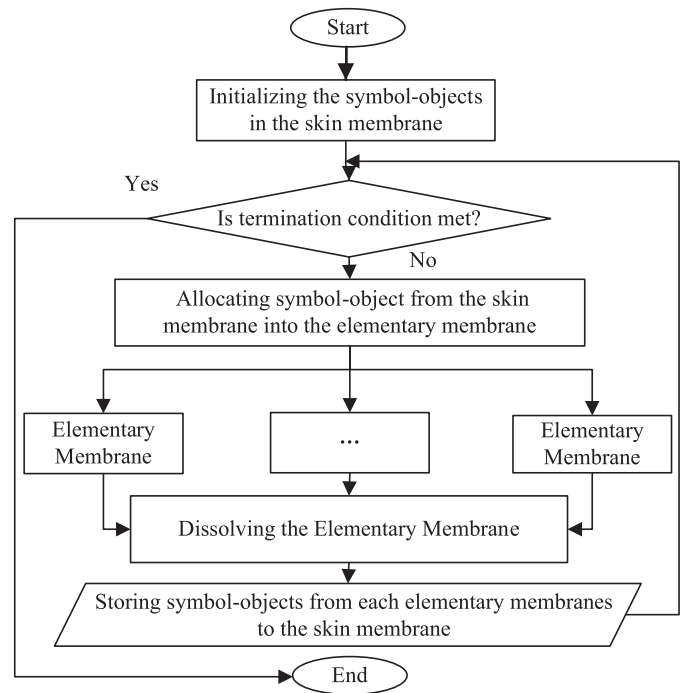 Start
Initializing the symbol-objects
in the skin membrane
Yes
Is termination condition met?
No
Allocating symbol-object from the skin
membrane into the elementary membrane
Elementary
Membrane
...
Elementary
Membrane
Dissolving the Elementary Membrane
Storing symbol-objects from each elementary membranes
to the skin membrane
End